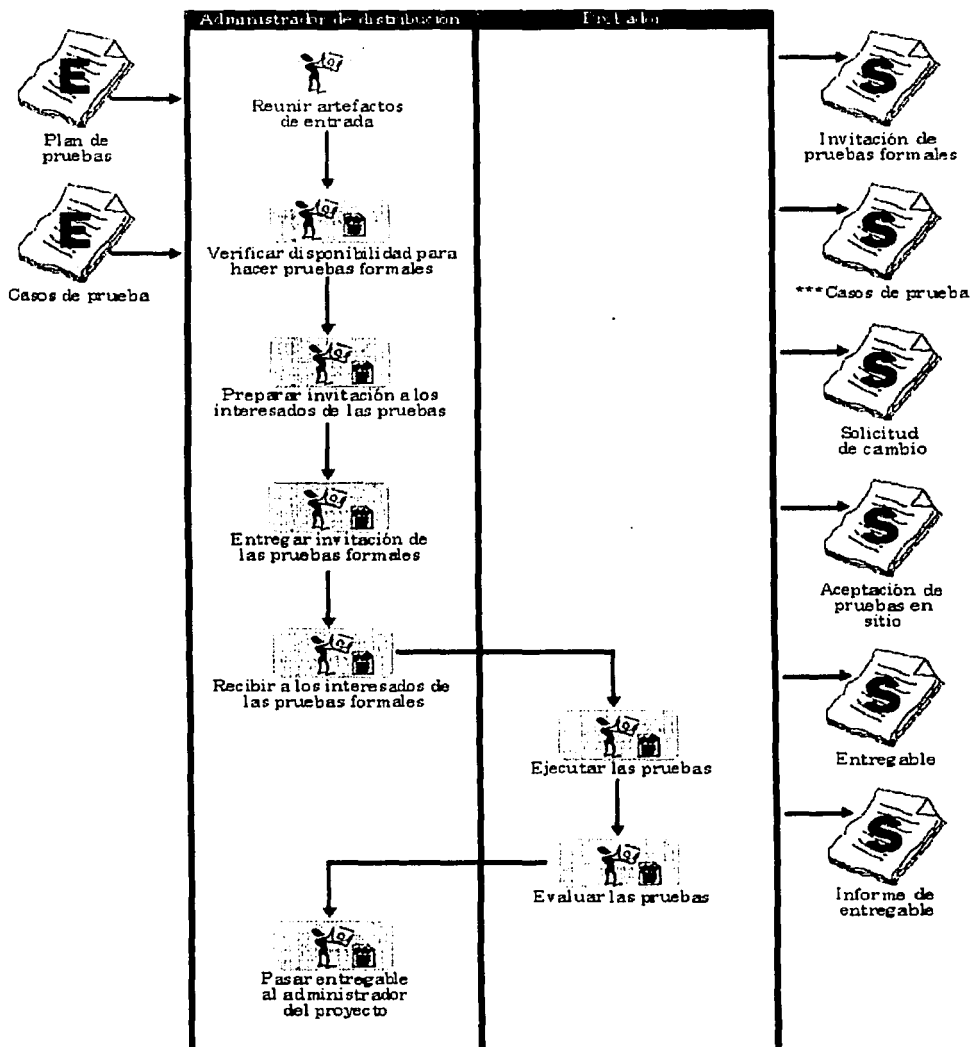 Administrador de distribución
Probador
E
Plan de
pruebas
E
Casos de prueba
Reunir artefactos
de entrada
Verificar disponibilidad para
hacer pruebas formales
Preparar invitación a los
interesados de las pruebas
Entregar invitación de
las pruebas formales
Recibir a los interesados de
las pruebas formales
Ejecutar las pruebas
Evaluar las pruebas
Pasar entregable
al administrador
del proyecto
S
Invitación de
pruebas formales
S
***Casos de prueba
S
Solicitud
de cambio
S
Aceptación de
pruebas en
sitio
S
Entregable
S
Informe de
entregable